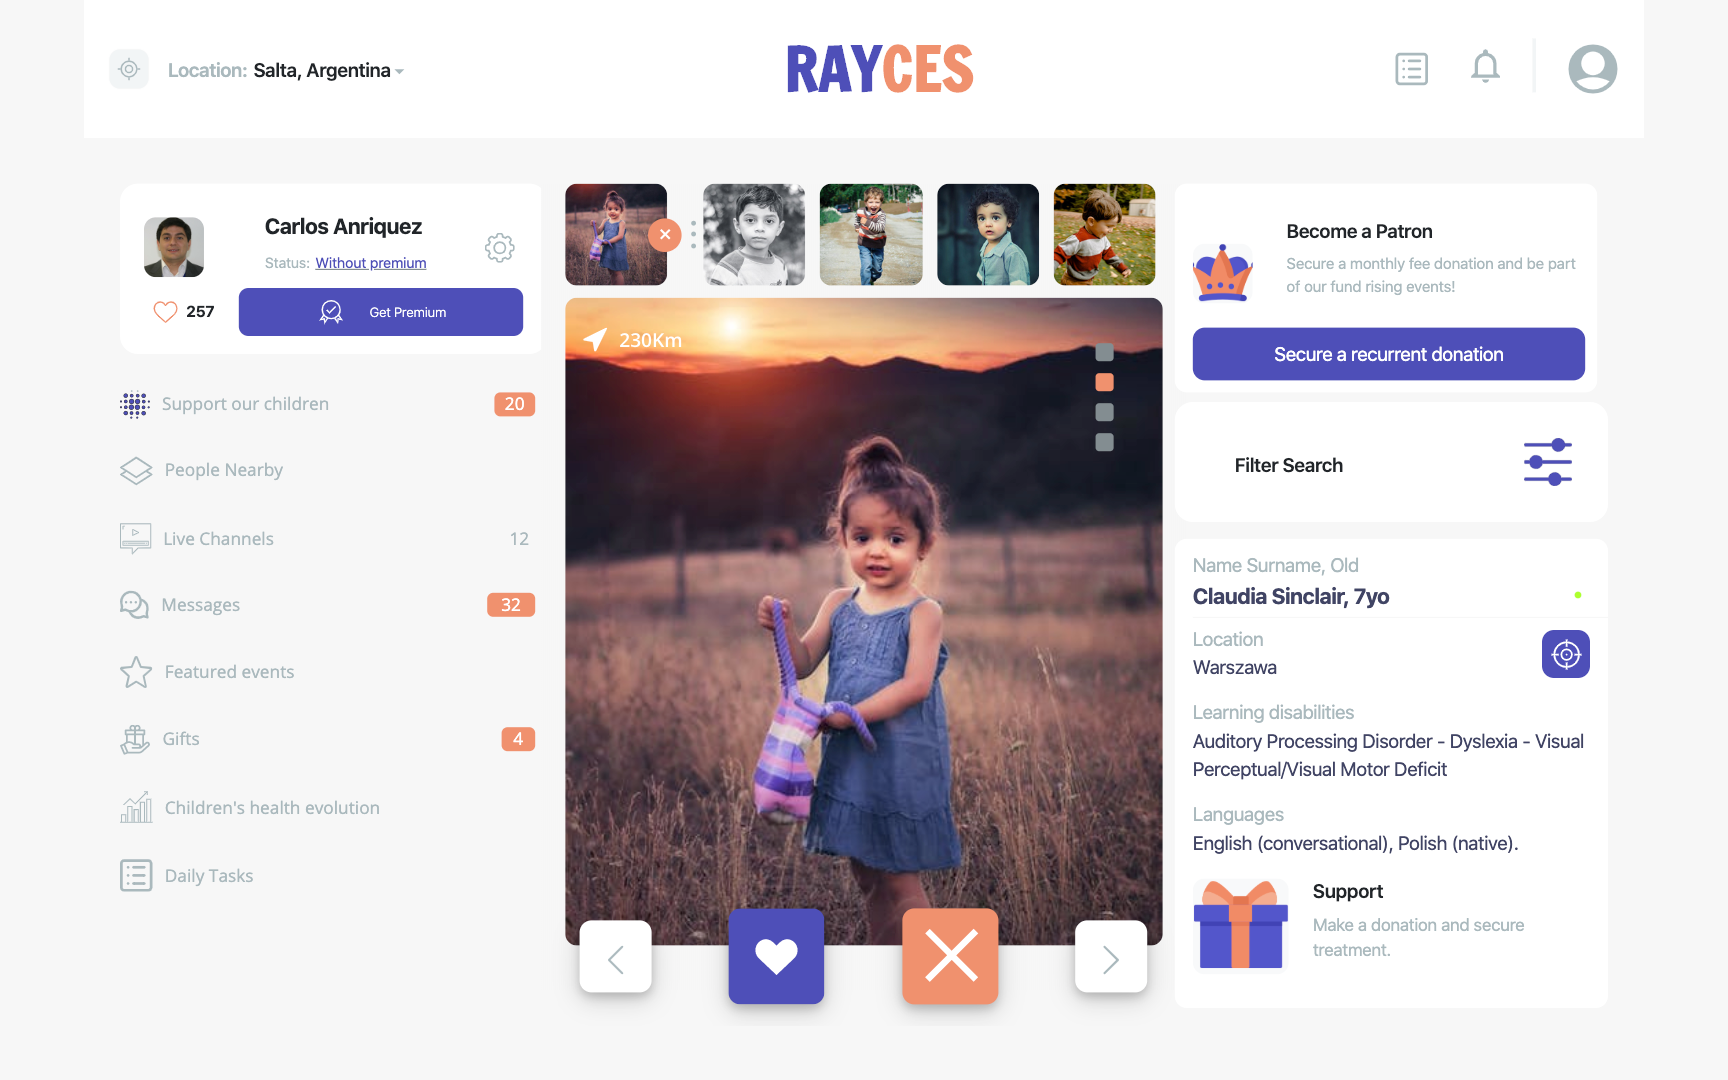 Location: Salta, Argentina
RAYCES
Carlos Anriquez
Status: Without premium
257
Get Premium
Support our children
20
People Nearby
Live Channels
12
Messages
32
Featured events
Gifts
4
Children's health evolution
Daily Tasks
230Km
Become a Patron
Secure a monthly fee donation and be part
of our fund rising events!
Secure a recurrent donation
Filter Search
Name Surname, Old
Claudia Sinclair, 7yo
Location
Warszawa
Learning disabilities
Auditory Processing Disorder - Dyslexia - Visual
Perceptual/Visual Motor Deficit
Languages
English (conversational), Polish (native).
Support
Make a donation and secure
treatment.